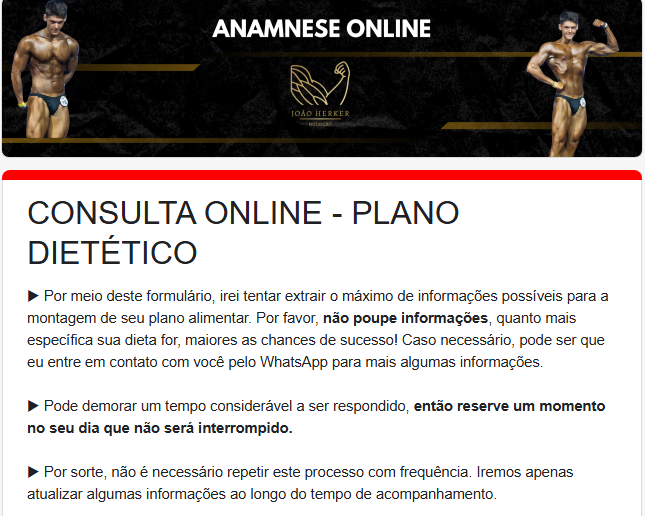 ANAMNESE ONLINE
JOÃO HERKER
NUTRIÇÃO
CONSULTA ONLINE - PLANO
DIETÉTICO
▶ Por meio deste formulário, irei tentar extrair o máximo de informações possíveis para a
montagem de seu plano alimentar. Por favor, não poupe informações, quanto mais
específica sua dieta for, maiores as chances de sucesso! Caso necessário, pode ser que
eu entre em contato com você pelo WhatsApp para mais algumas informações.
▶ Pode demorar um tempo considerável a ser respondido, então reserve um momento
no seu dia que não será interrompido.
▶ Por sorte, não é necessário repetir este processo com frequência. Iremos apenas
atualizar algumas informações ao longo do tempo de acompanhamento.